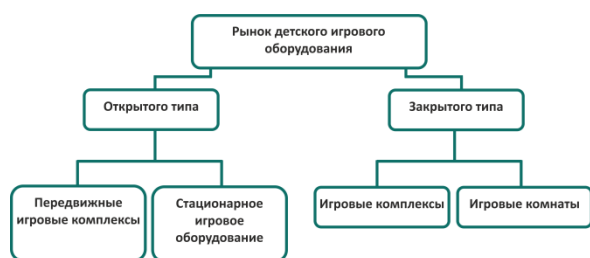 Рынок детского игрового
оборудования
Открытого типа
Закрытого типа
Передвижные
игровые комплексы
Стационарное
игровое
оборудование
Игровые комплексы
Игровые комнаты